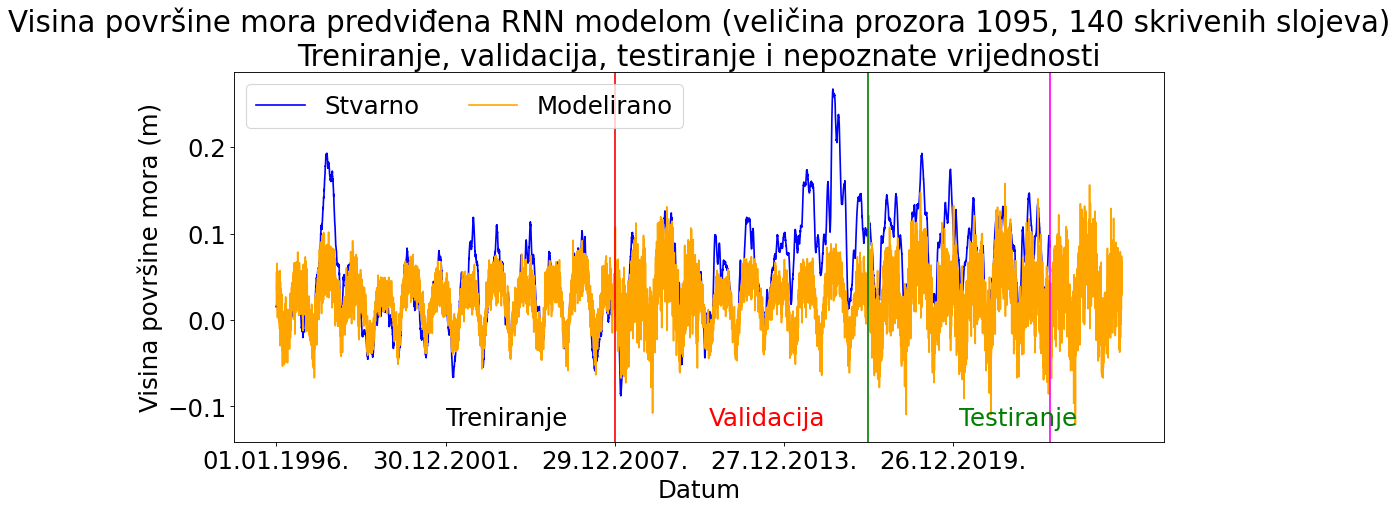 Visina površine mora predviđena RNN modelom (veličina prozora 1095, 140 skrivenih slojeva)
Treniranje, validacija, testiranje i nepoznate vrijednosti
Stvarno Modelirano
Visina površine mora (m)
0.2
0.1
0.0
−0.1
Treniranje Validacija Testiranje
01.01.1996. 30.12.2001. 29.12.2007. 27.12.2013. 26.12.2019.
Datum